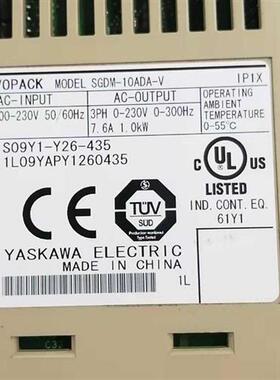 OPACK MODEL SGDM-10ADA-V IP1X
AC-INPUT AC-OUTPUT OPERATING AMBIENT TEMPERATURE
00-230V 50/60Hz 3PH 0-230V 0-300Hz
7.6A 1.0kW 0-55℃
S09Y1-Y26-435
1L09YAPY1260435
CE
TÜV
SÜD
C UL US
LISTED
IND. CONT. EQ.
61Y1
YASKAWA ELECTRIC
MADE IN CHINA
1L